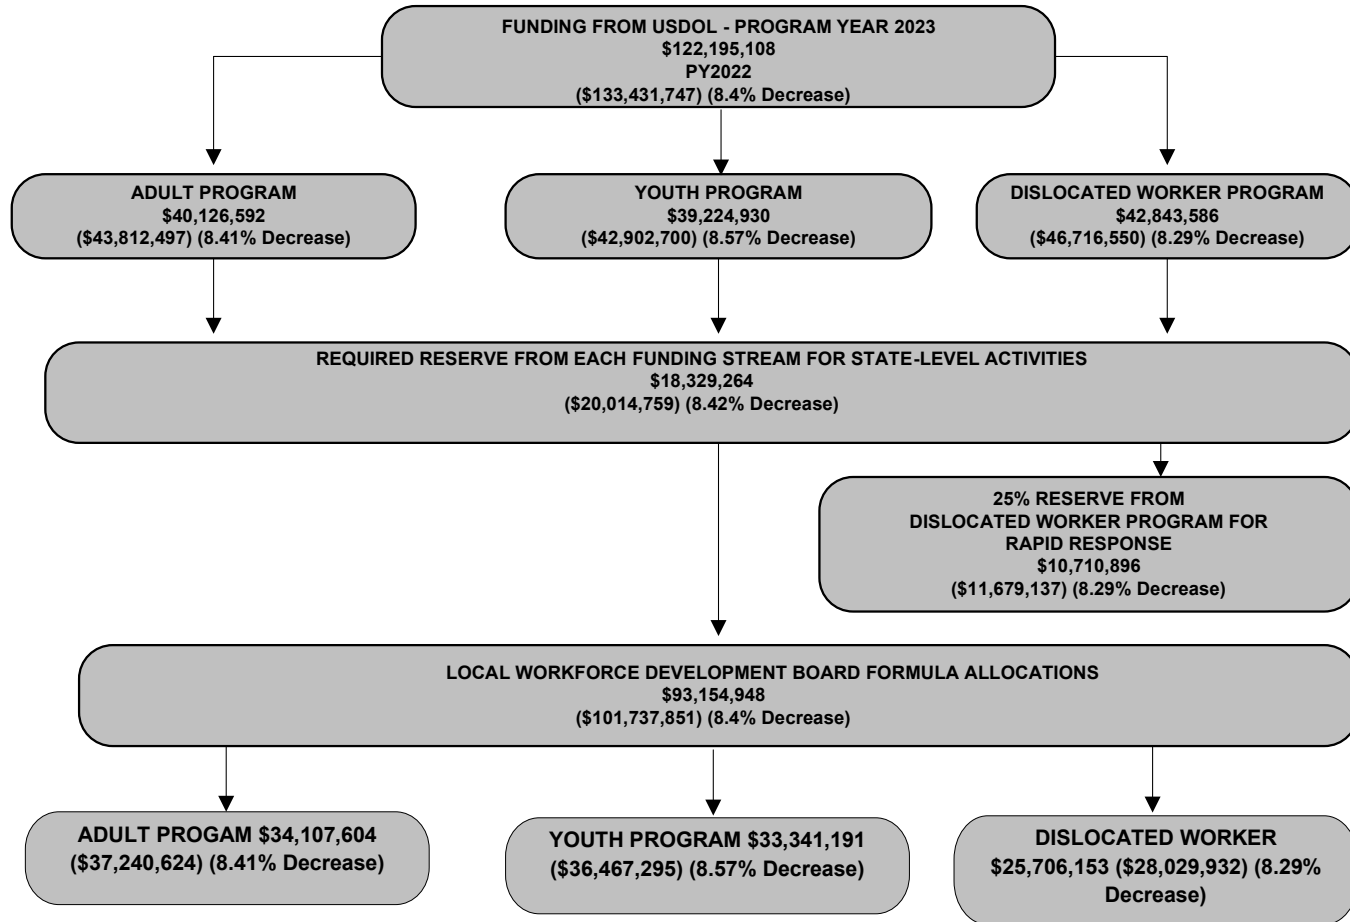 FUNDING FROM USDOL - PROGRAM YEAR 2023
$122,195,108
PY2022
($133,431,747) (8.4% Decrease)
ADULT PROGRAM
$40,126,592
($43,812,497) (8.41% Decrease)
YOUTH PROGRAM
$39,224,930
($42,902,700) (8.57% Decrease)
DISLOCATED WORKER PROGRAM
$42,843,586
($46,716,550) (8.29% Decrease)
REQUIRED RESERVE FROM EACH FUNDING STREAM FOR STATE-LEVEL ACTIVITIES
$18,329,264
($20,014,759) (8.42% Decrease)
25% RESERVE FROM
DISLOCATED WORKER PROGRAM FOR
RAPID RESPONSE
$10,710,896
($11,679,137) (8.29% Decrease)
LOCAL WORKFORCE DEVELOPMENT BOARD FORMULA ALLOCATIONS
$93,154,948
($101,737,851) (8.4% Decrease)
ADULT PROGAM $34,107,604
($37,240,624) (8.41% Decrease)
YOUTH PROGRAM $33,341,191
($36,467,295) (8.57% Decrease)
DISLOCATED WORKER
$25,706,153 ($28,029,932) (8.29%
Decrease)